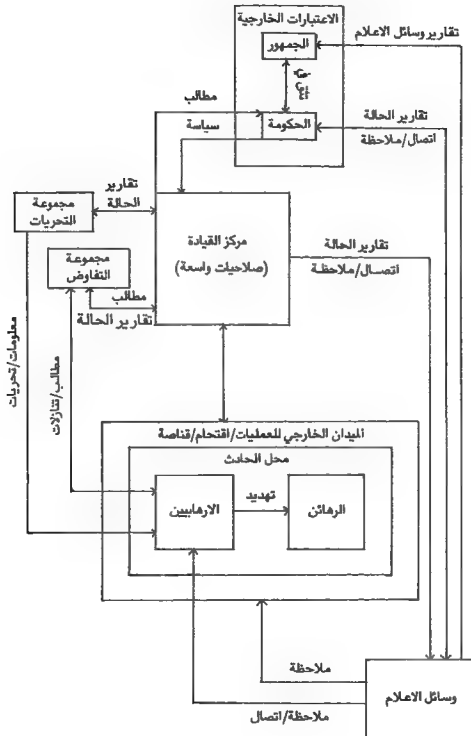 الاعتبارات الخارجية
الجمهور
تقارير وسائل الاعلام
مطالب
الحكومة
تقارير الحالة
اتصال/ملاحظة
سياسة
تقارير
الحالة
مجموعة
التحريات
مركز القيادة
(صلاحيات واسعة)
تقارير الحالة
اتصال/ملاحظة
مجموعة
التفاوض
مطالب
تقارير الحالة
معلومات/تحريات
مطالب/تنازلات
الميدان الخارجي للعمليات/اقتحام/قناصة
محل الحادث
الارهابيين
تهديد
الرهائن
ملاحظة
وسائل الاعلام
ملاحظة/اتصال